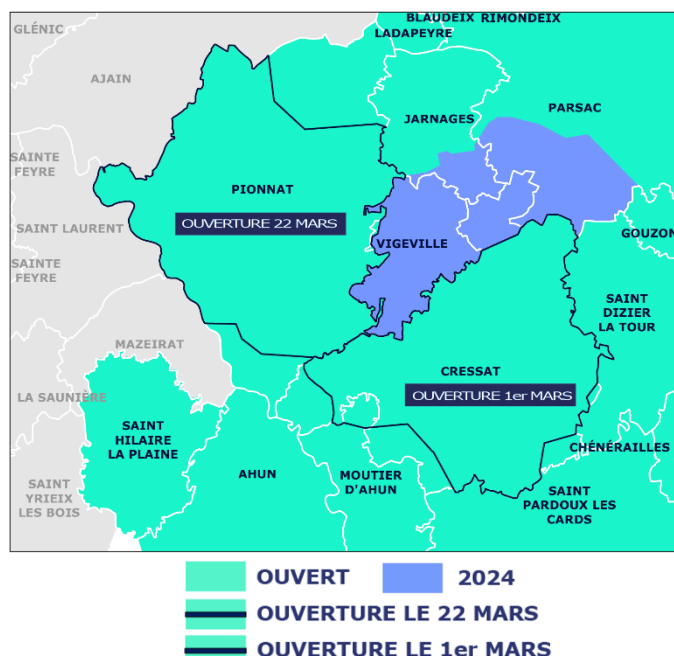 GLÉNIC
BLAUDEIX RIMONDEIX
LADAPEYRE
AJAIN
PARSAC
JARNAGES
SAINTE
FEYRE
PIONNAT
OUVERTURE 22 MARS
SAINT LAURENT
VIGEVILLE
GOUZON
SAINTE
FEYRE
SAINT
DIZIER
LA TOUR
MAZEIRAT
CRESSAT
OUVERTURE 1er MARS
LA SAUNIÈRE
SAINT
HILAIRE
LA PLAINE
CHÉNÉRAILLES
AHUN
MOUTIER
D'AHUN
SAINT
YRIEIX
LES BOIS
SAINT
PARDOUX LES
CARDS
OUVERT
2024
OUVERTURE LE 22 MARS
OUVERTURE LE 1er MARS